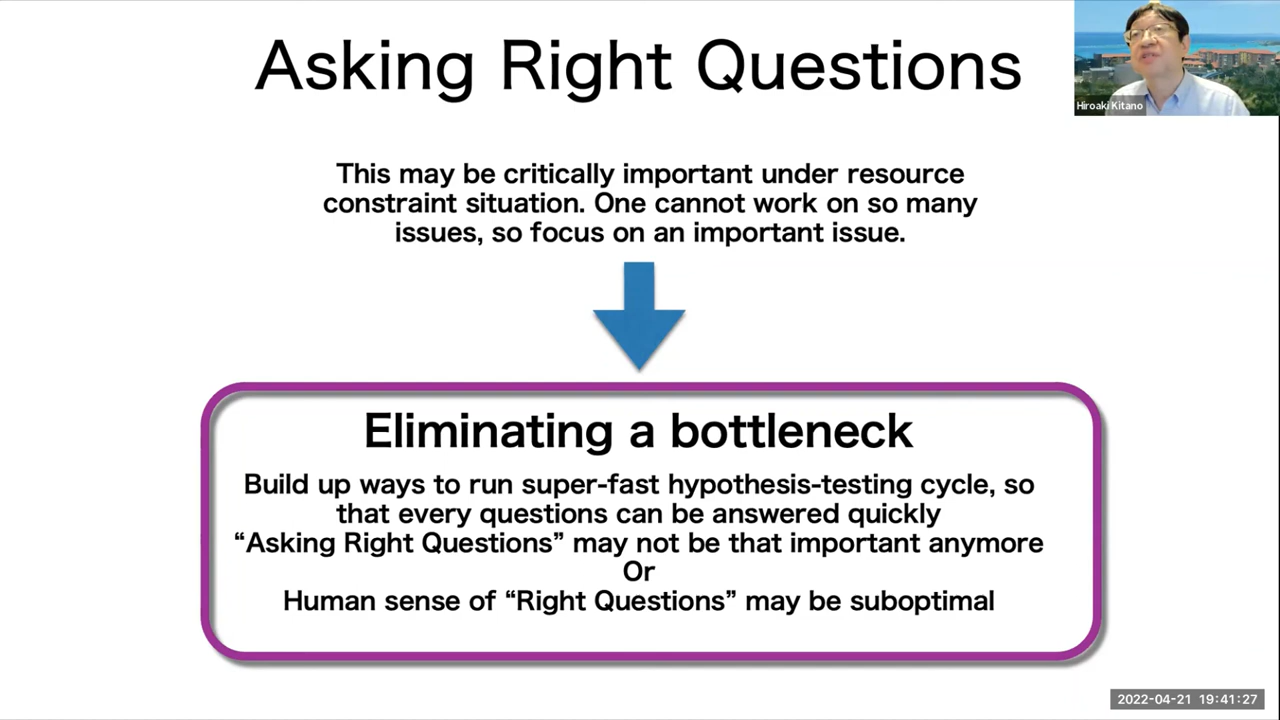 Asking Right Questions
Hiroaki Kitano
This may be critically important under resource
constraint situation. One cannot work on so many
issues, so focus on an important issue.
Eliminating a bottleneck
Build up ways to run super-fast hypothesis-testing cycle, so
that every questions can be answered quickly
“Asking Right Questions” may not be that important anymore
Or
Human sense of “Right Questions” may be suboptimal
2022-04-21 19:41:27